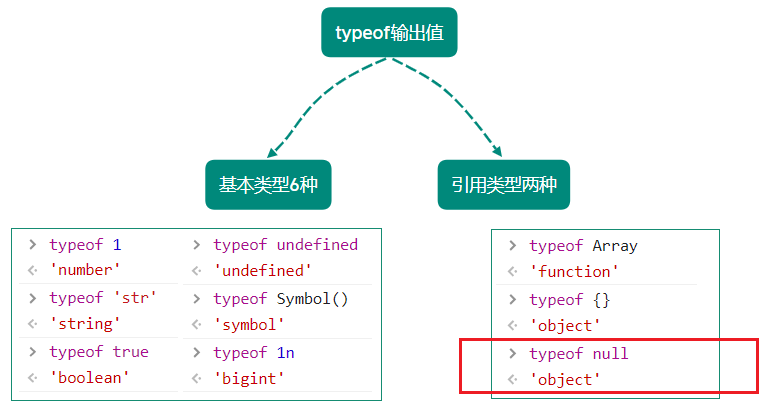 typeof输出值
基本类型6种
引用类型两种
typeof 1
'number'
typeof 'str'
'string'
typeof true
'boolean'
typeof undefined
'undefined'
typeof Symbol()
'symbol'
typeof 1n
'bigint'
typeof Array
'function'
typeof {}
'object'
typeof null
'object'